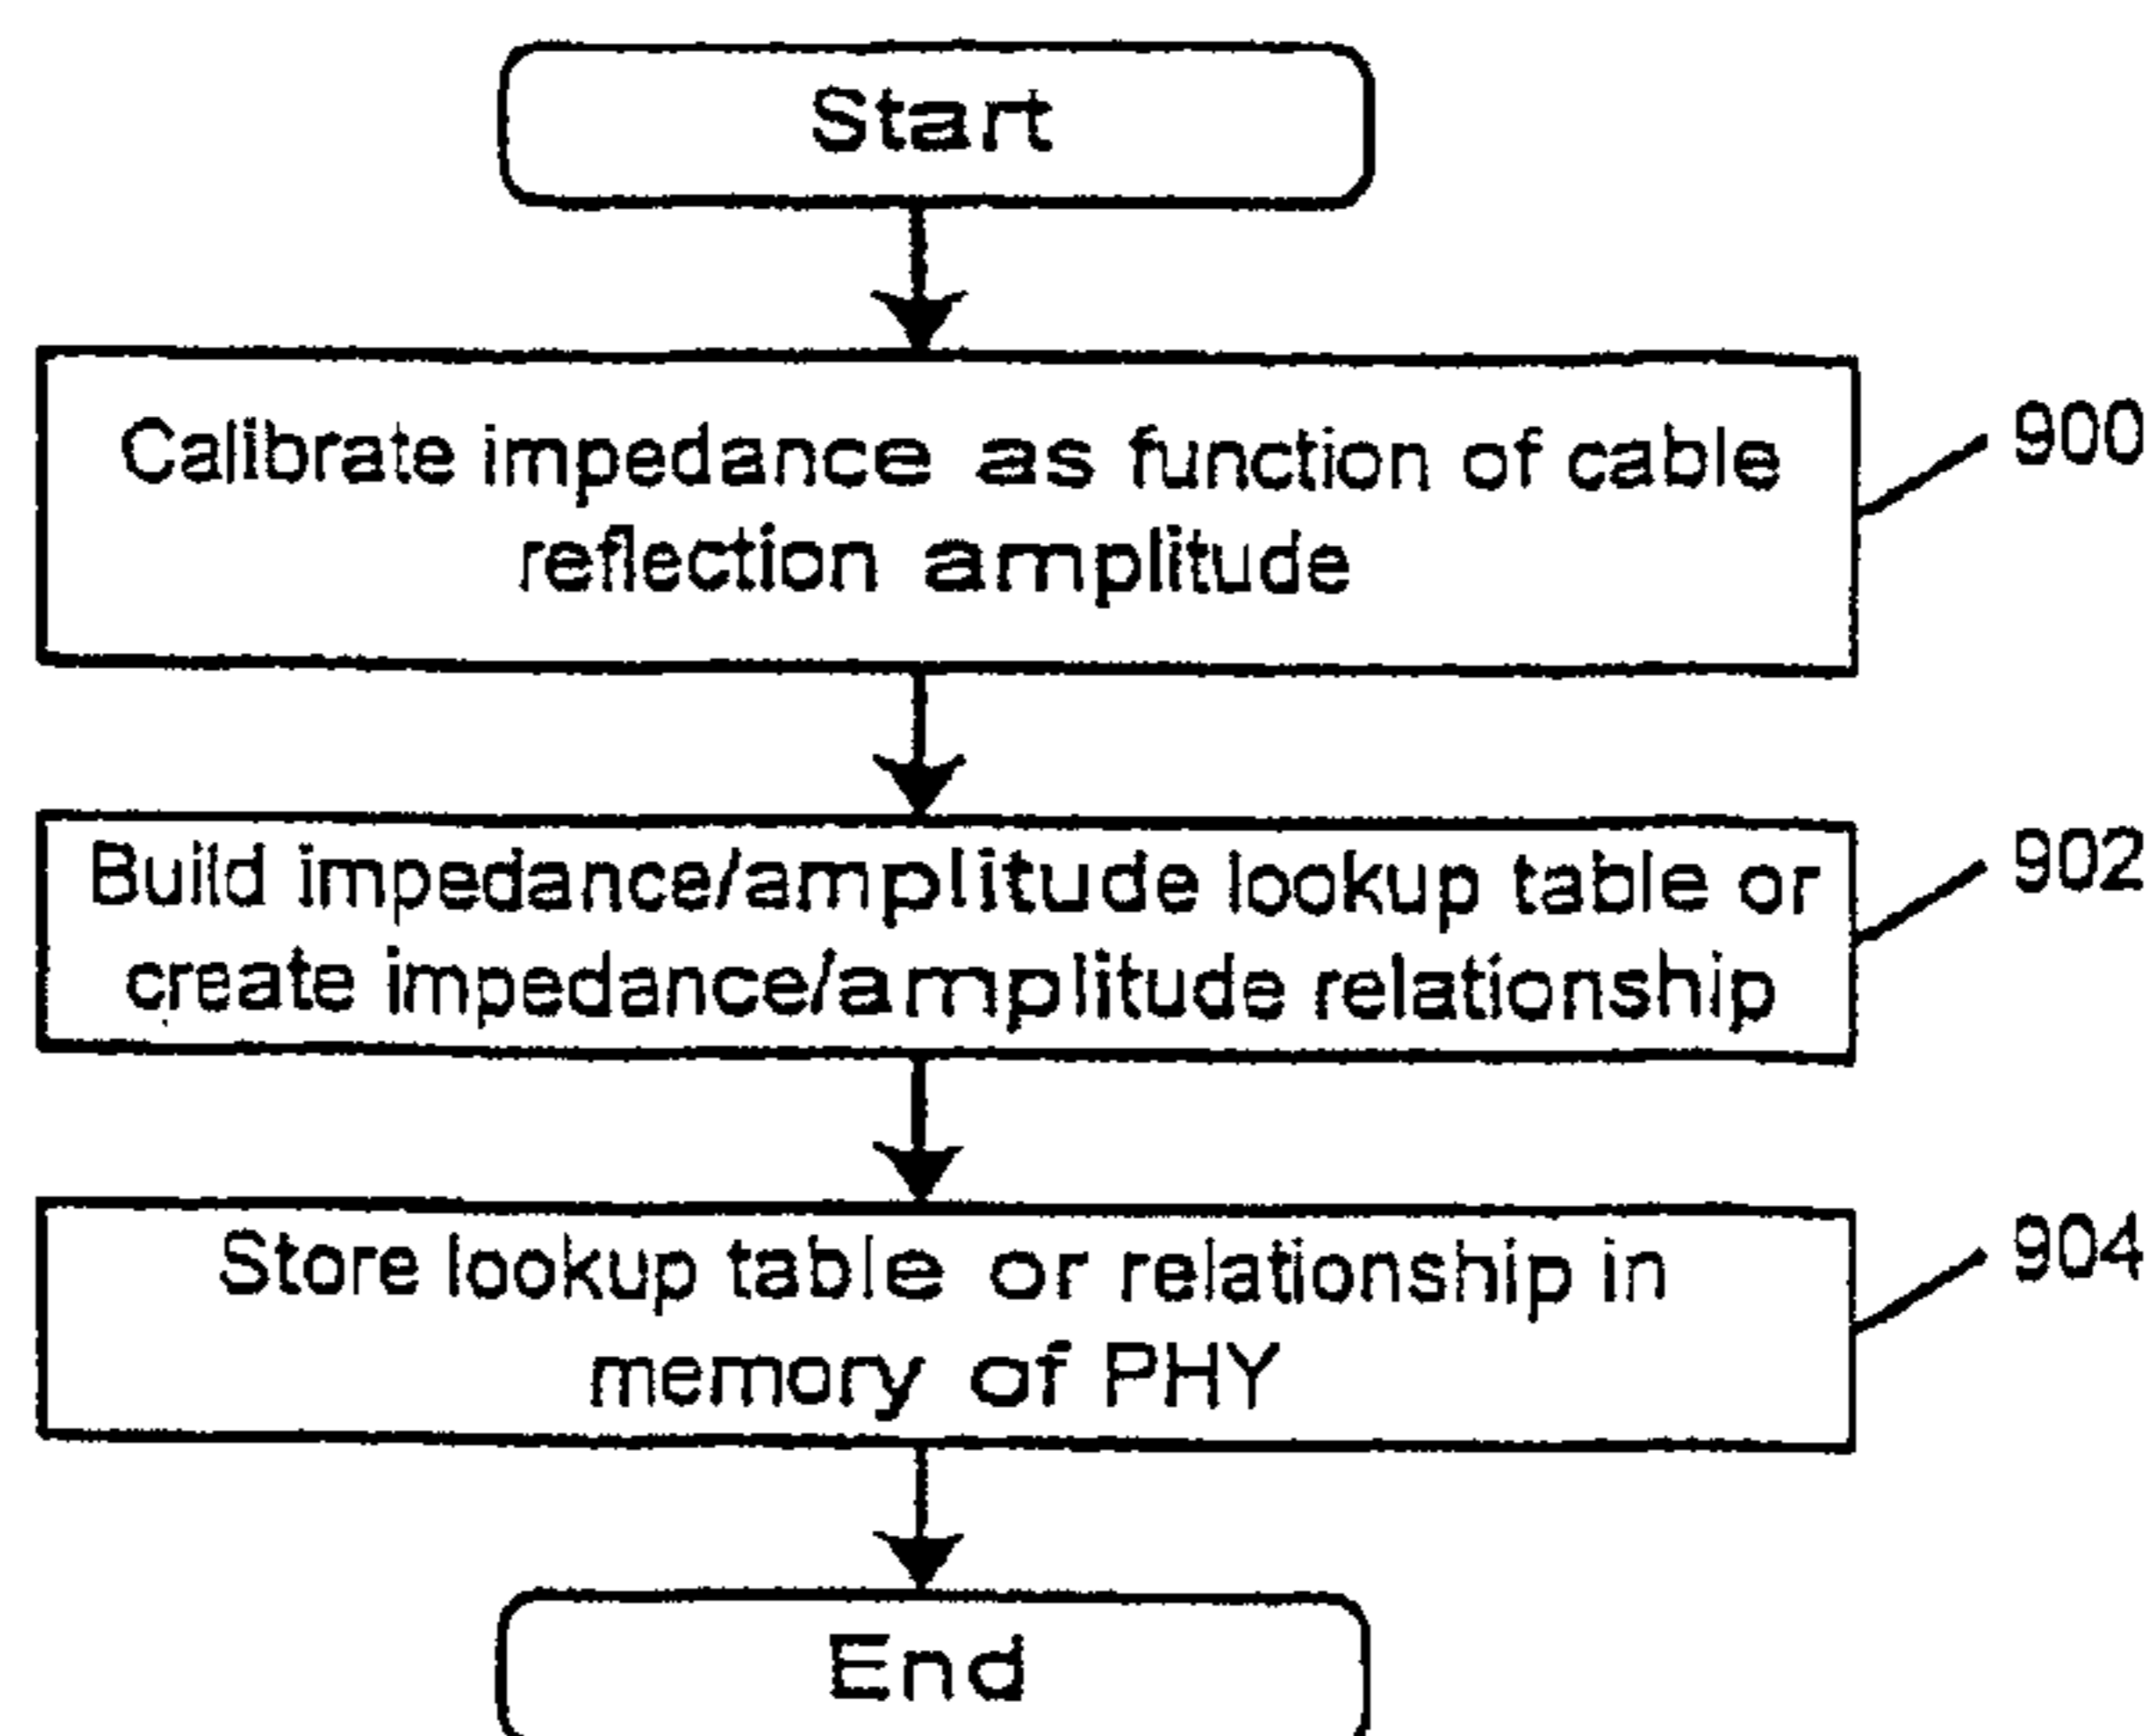 Start
Calibrate impedance as function of cable
reflection amplitude
900
Build impedance/amplitude lookup table or
create impedance/amplitude relationship
902
Store lookup table or relationship in
memory of PHY
904
End